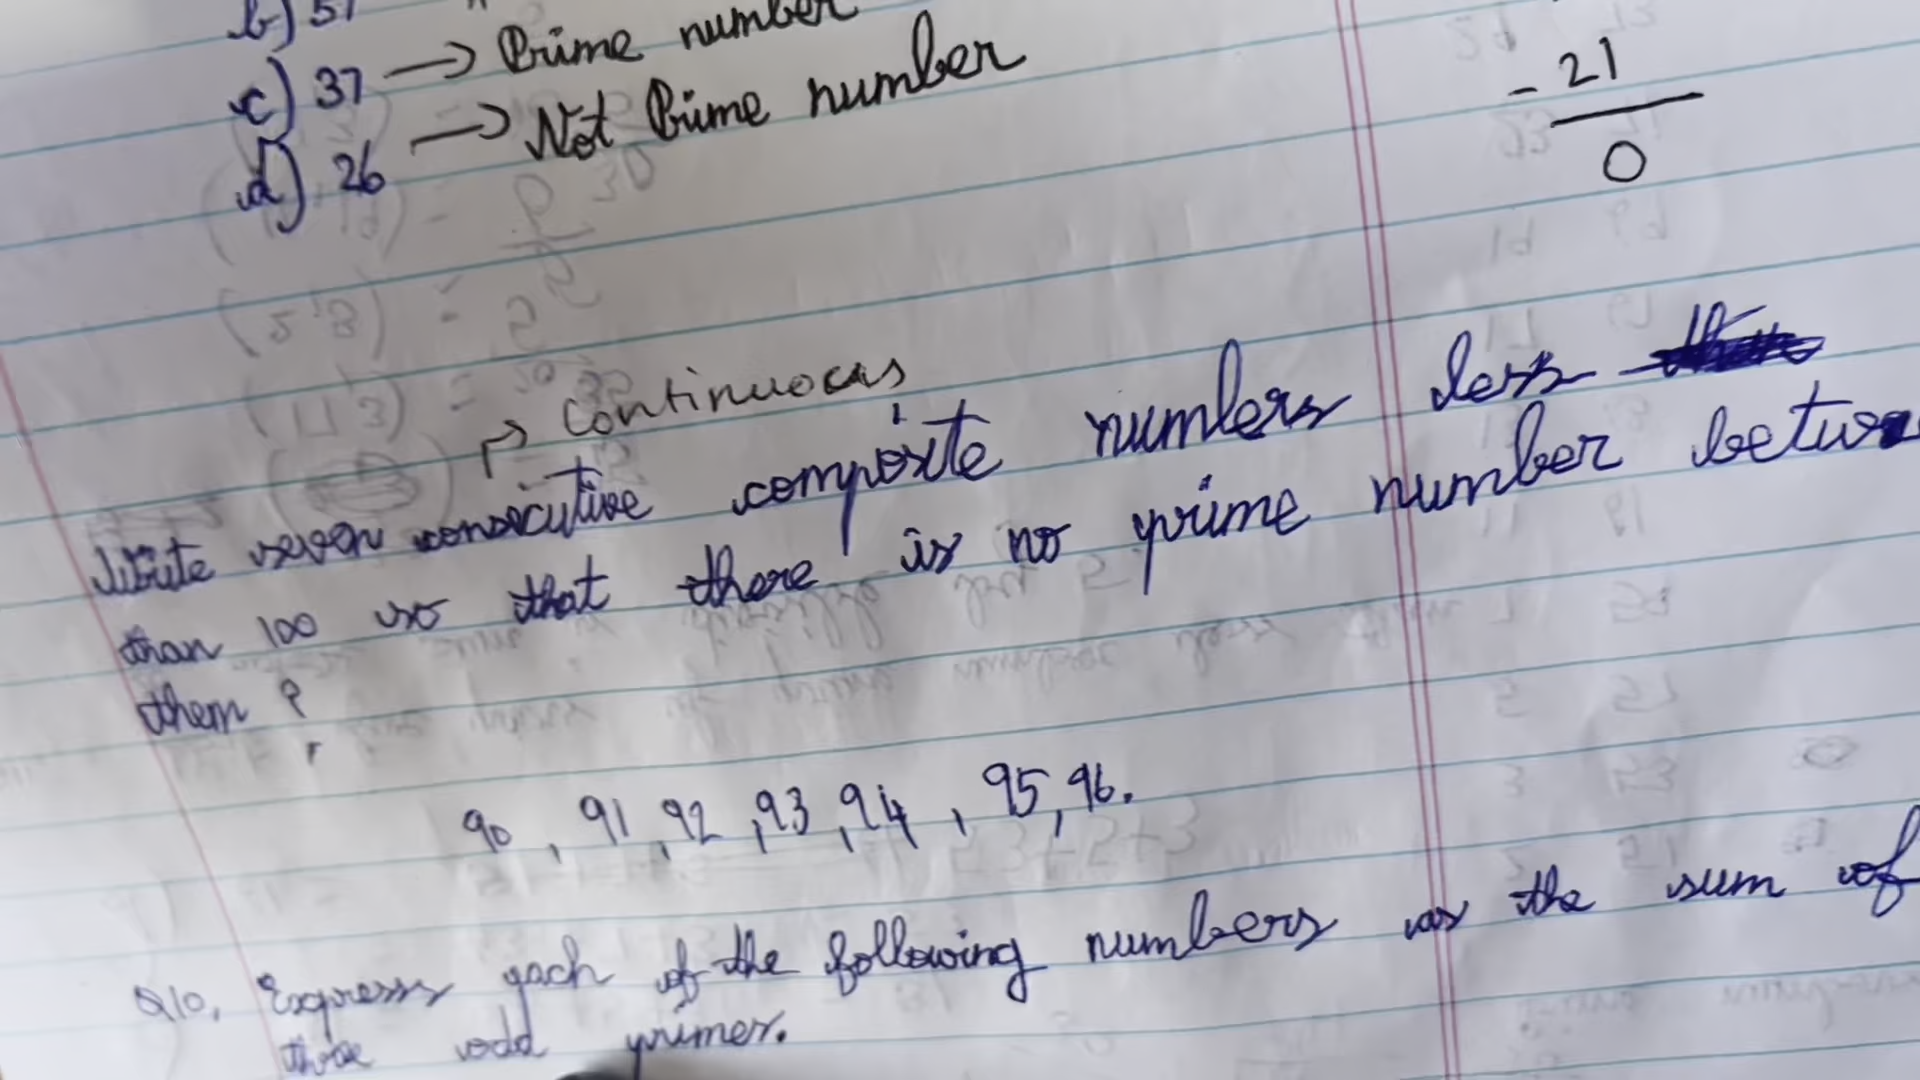 b) 51
c) 37 → Prime number
d) 26 → Not Prime number
- 21
0
→ Continuous
Write seven consecutive composite numbers less
than 100 so that there is no prime number between
them ?
90 , 91 , 92 , 93 , 94 , 95 , 96 .
Q10. Express each of the following numbers as the sum of
three odd primes.